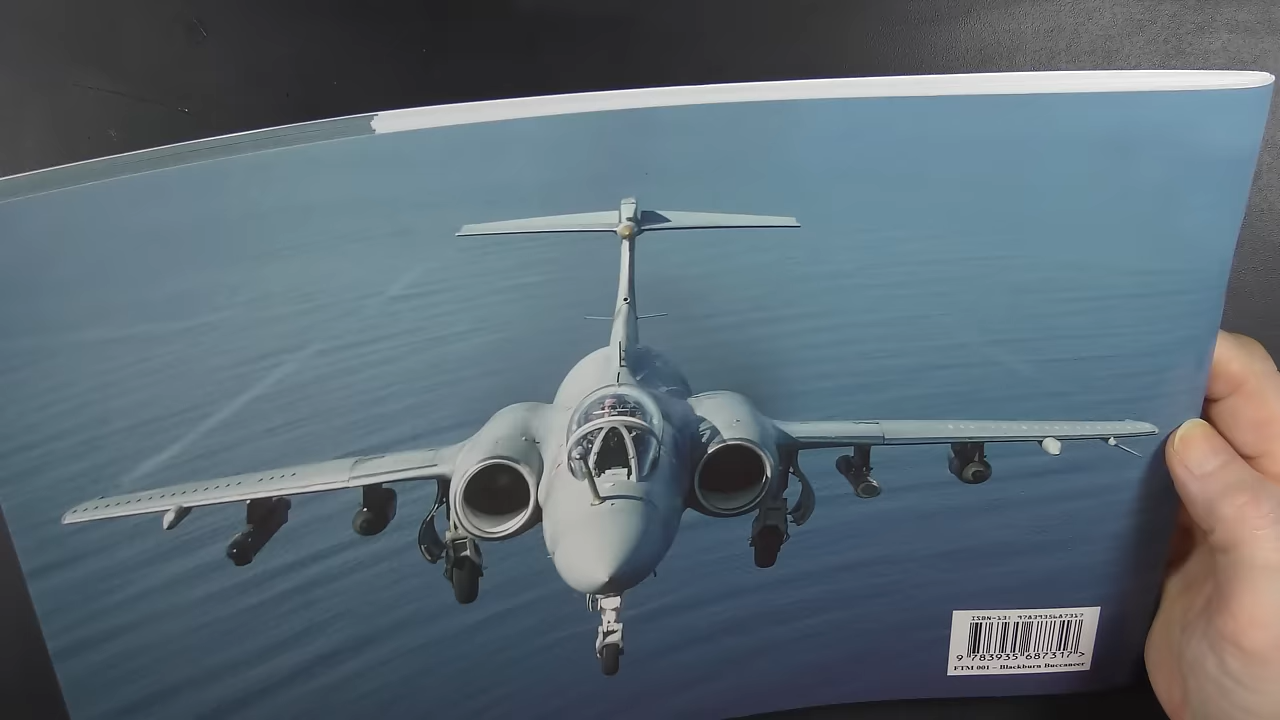 ISBN-13: 9783935687317
9 783935 687317 >
FTM 001 – Blackburn Buccaneer